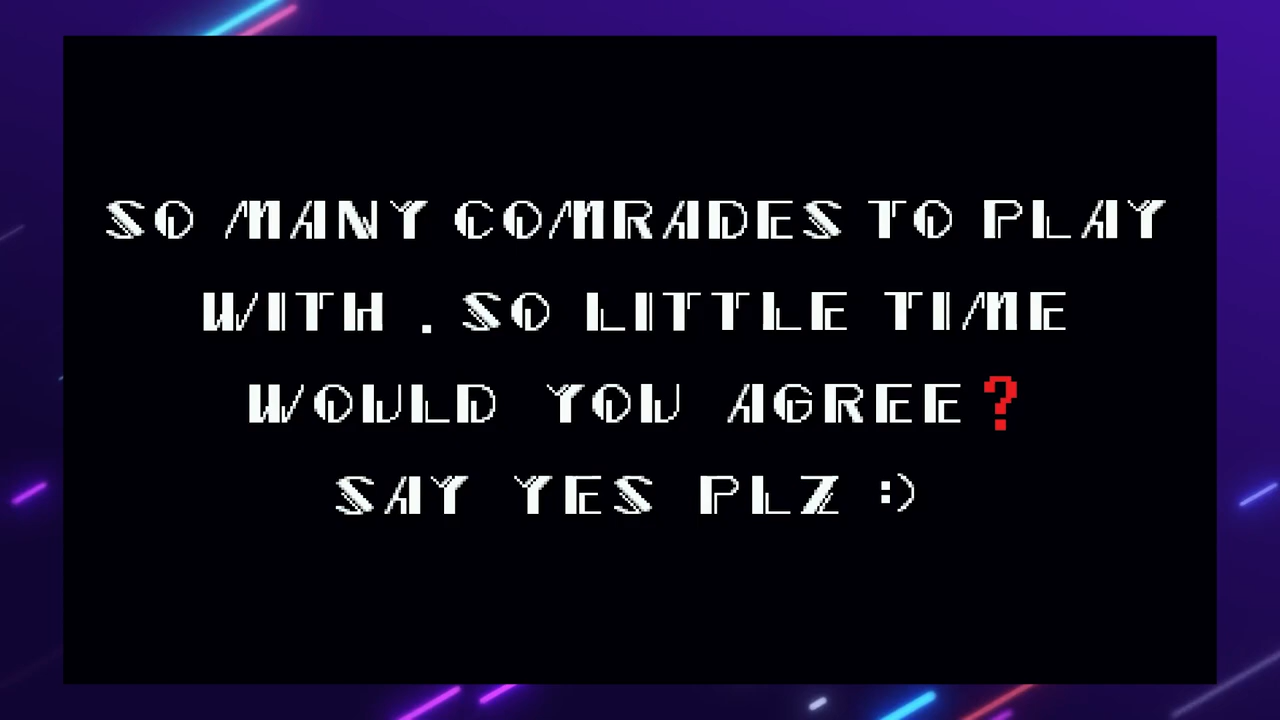 SO MANY COMRADES TO PLAY
WITH . SO LITTLE TIME
WOULD YOU AGREE?
SAY YES PLZ :)